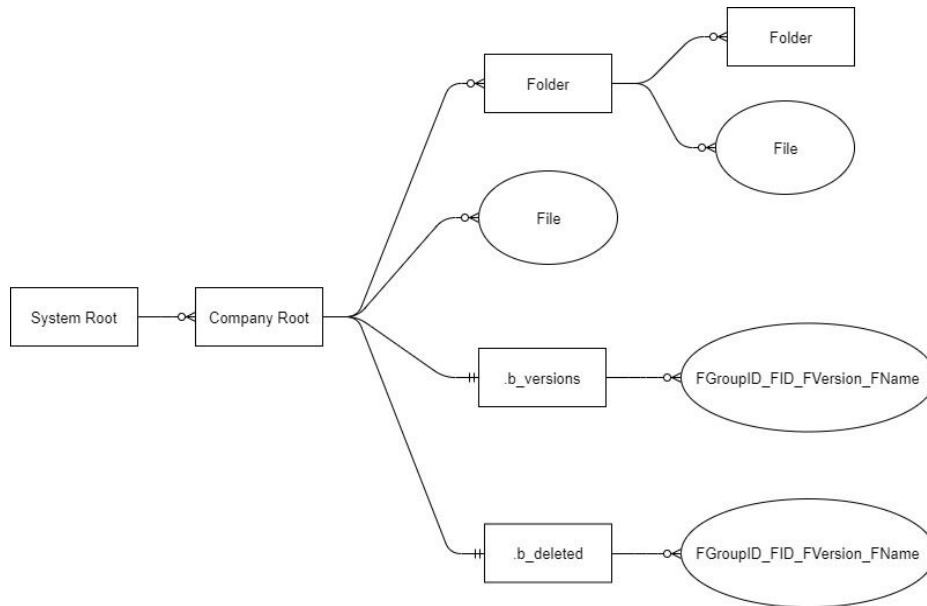 Folder
Folder
File
File
System Root
Company Root
.b_versions
FGroupID_FID_FVersion_FName
.b_deleted
FGroupID_FID_FVersion_FName